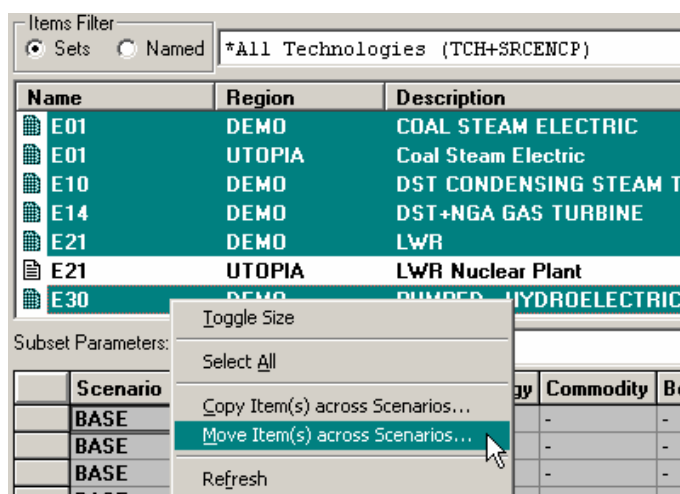 Items Filter
Sets Named *All Technologies (TCH+SRCENCP)
Name Region Description
E01 DEMO COAL STEAM ELECTRIC
E01 UTOPIA Coal Steam Electric
E10 DEMO DST CONDENSING STEAM T
E14 DEMO DST+NGA GAS TURBINE
E21 DEMO LWR
E21 UTOPIA LWR Nuclear Plant
E30 DEMO PUMPED HYDROELECTRIC
Toggle Size
Subset Parameters:
Select All
Scenario gy Commodity B
Copy Item(s) across Scenarios...
BASE - -
Move Item(s) across Scenarios...
BASE - -
BASE - -
Refresh